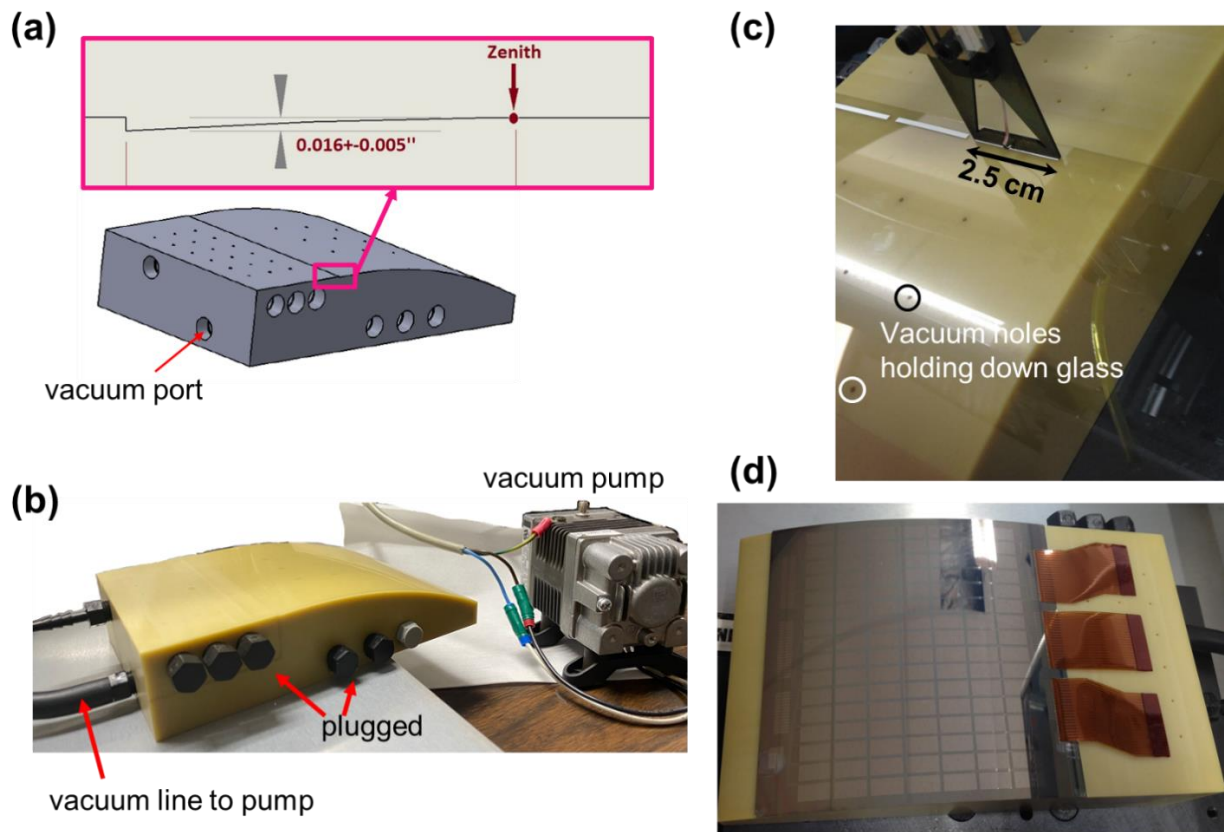 (a)
Zenith
0.016+-0.005"
vacuum port
(b)
vacuum pump
plugged
vacuum line to pump
(c)
2.5 cm
Vacuum holes
holding down glass
(d)